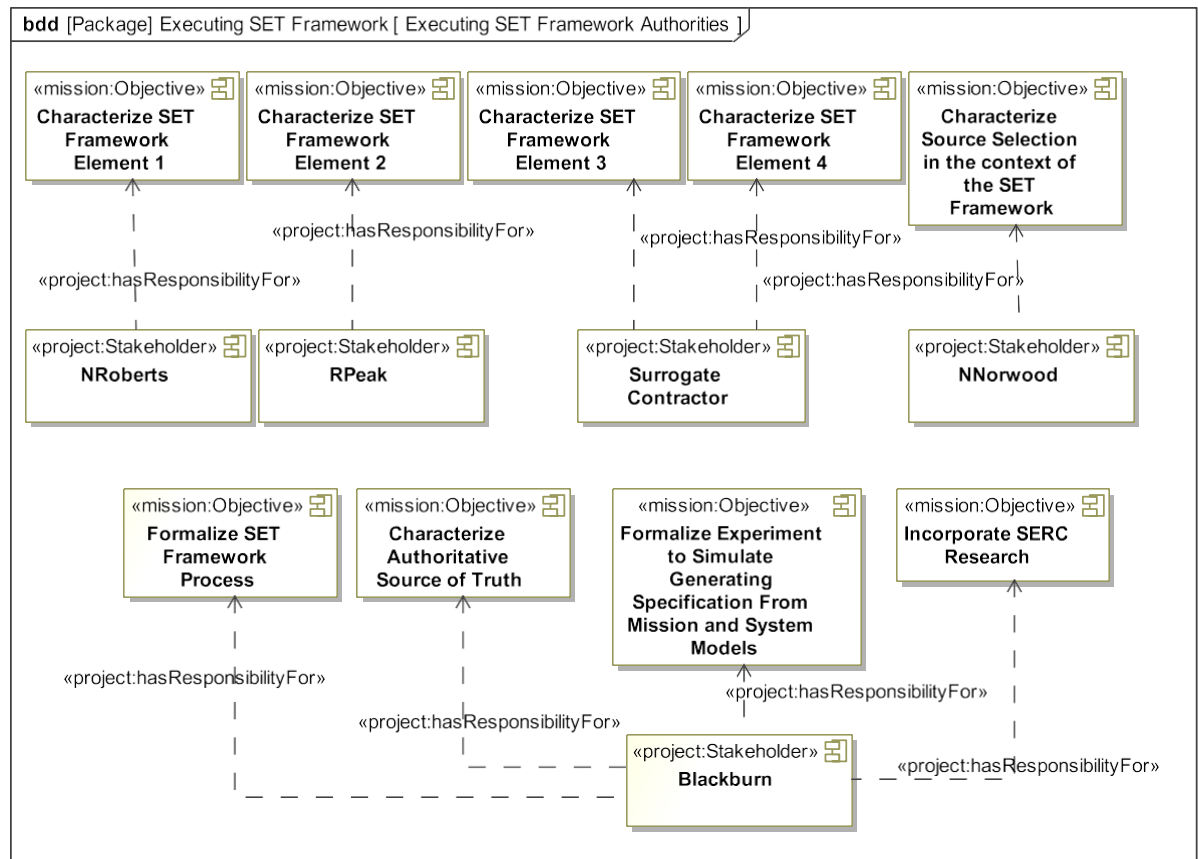 bdd [Package] Executing SET Framework [ Executing SET Framework Authorities ]
«mission:Objective»
Characterize SET
Framework
Element 1
«mission:Objective»
Characterize SET
Framework
Element 2
«mission:Objective»
Characterize SET
Framework
Element 3
«mission:Objective»
Characterize SET
Framework
Element 4
«mission:Objective»
Characterize
Source Selection
in the context of
the SET
Framework
«project:hasResponsibilityFor»
«project:hasResponsibilityFor»
«project:hasResponsibilityFor»
«project:hasResponsibilityFor»
«project:Stakeholder»
NRoberts
«project:Stakeholder»
RPeak
«project:Stakeholder»
Surrogate
Contractor
«project:Stakeholder»
NNorwood
«mission:Objective»
Formalize SET
Framework
Process
«mission:Objective»
Characterize
Authoritative
Source of Truth
«mission:Objective»
Formalize Experiment
to Simulate
Generating
Specification From
Mission and System
Models
«mission:Objective»
Incorporate SERC
Research
«project:hasResponsibilityFor»
«project:hasResponsibilityFor»
«project:hasResponsibilityFor»
«project:hasResponsibilityFor»
«project:Stakeholder»
Blackburn